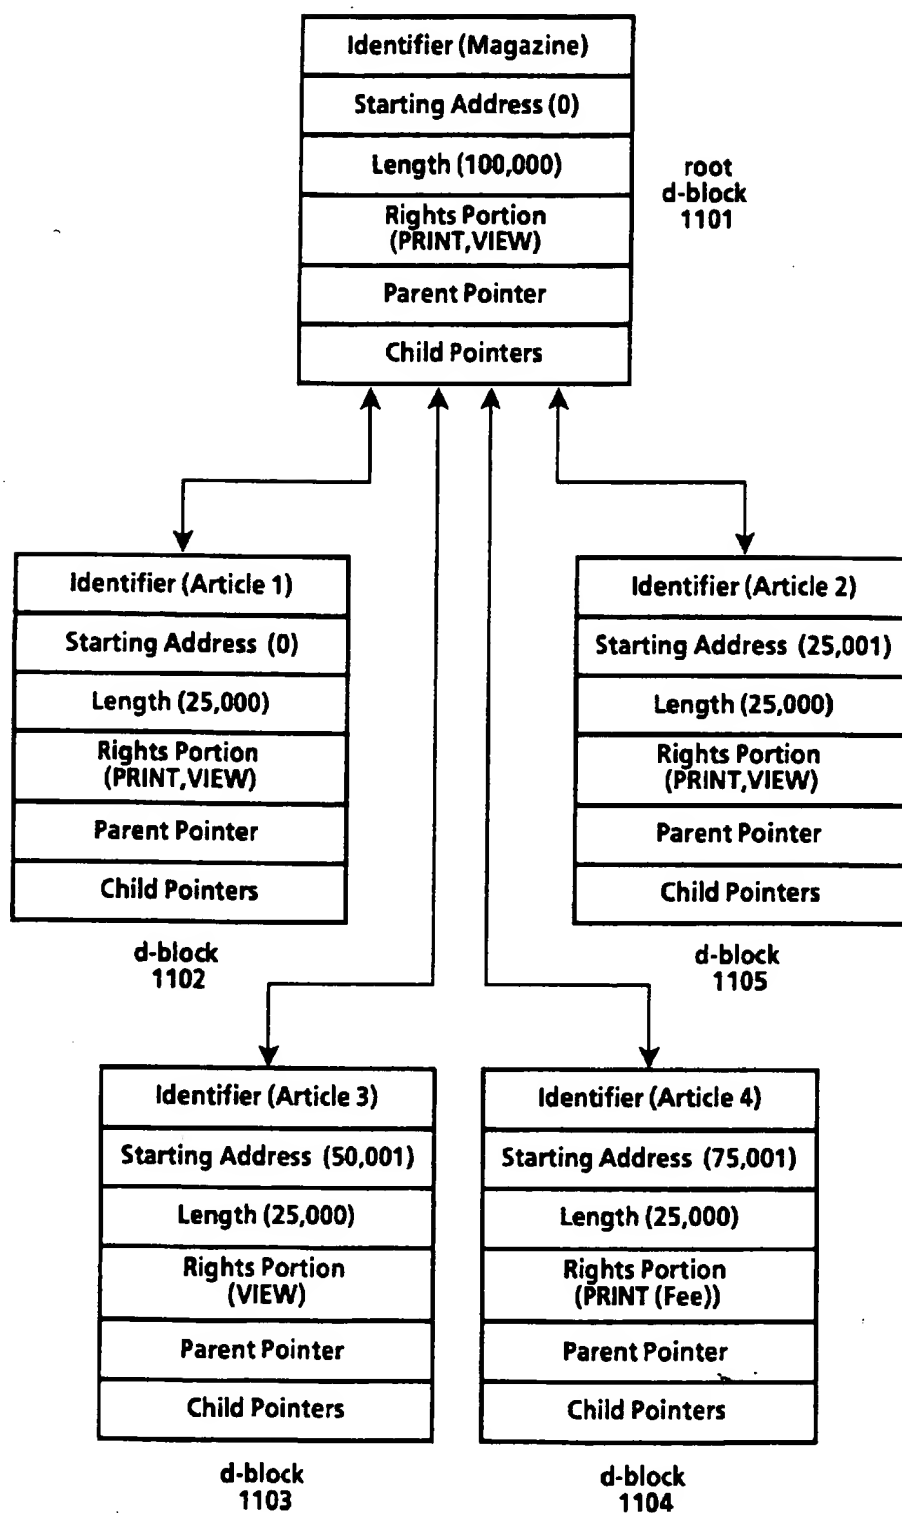 Identifier (Magazine)
Starting Address (0)
Length (100,000)
Rights Portion
(PRINT,VIEW)
Parent Pointer
Child Pointers
root
d-block
1101
Identifier (Article 1)
Starting Address (0)
Length (25,000)
Rights Portion
(PRINT,VIEW)
Parent Pointer
Child Pointers
d-block
1102
Identifier (Article 2)
Starting Address (25,001)
Length (25,000)
Rights Portion
(PRINT,VIEW)
Parent Pointer
Child Pointers
d-block
1105
Identifier (Article 3)
Starting Address (50,001)
Length (25,000)
Rights Portion
(VIEW)
Parent Pointer
Child Pointers
d-block
1103
Identifier (Article 4)
Starting Address (75,001)
Length (25,000)
Rights Portion
(PRINT (Fee))
Parent Pointer
Child Pointers
d-block
1104